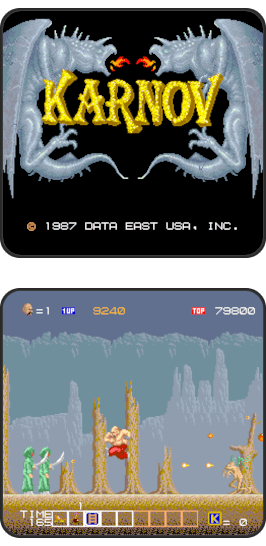 KARNOV
© 1987 DATA EAST USA, INC.
=1 1UP 9240 TOP 79800
TIME
165 K= 0